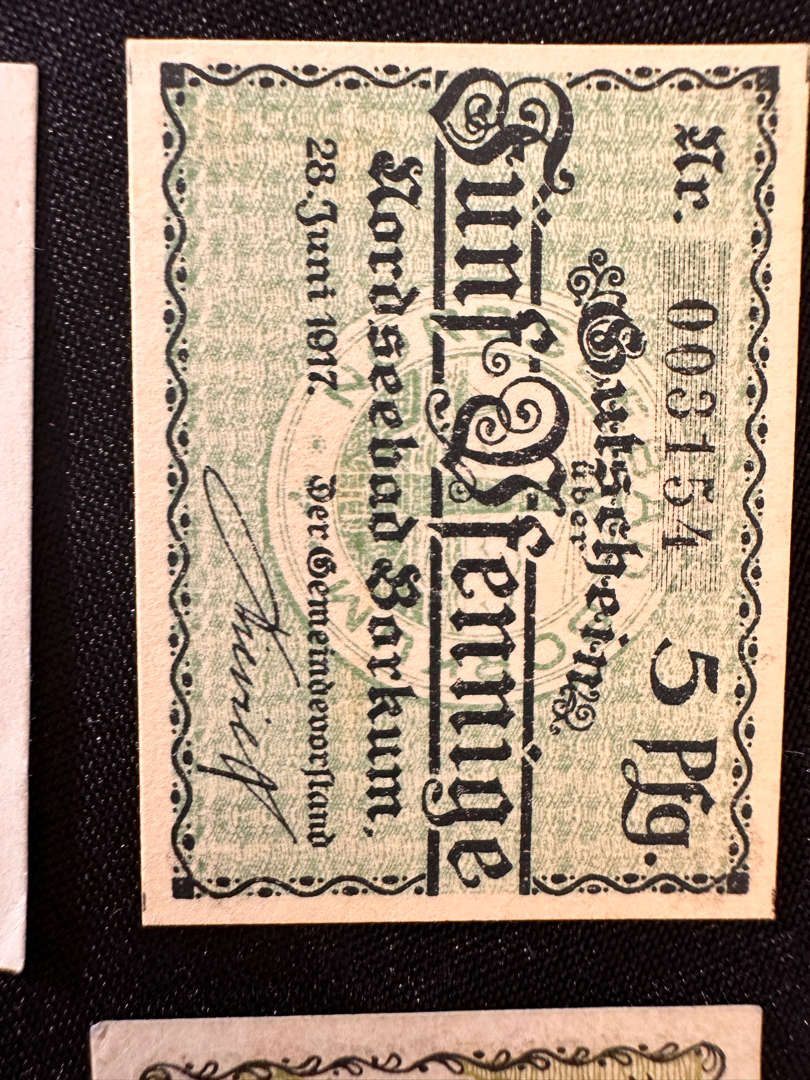 Nr. 003154 5 Pfg.
Gutschein
über
Fünf Pfennige
Nordseebad Borkum,
28. Juni 1917. Der Gemeindevorstand